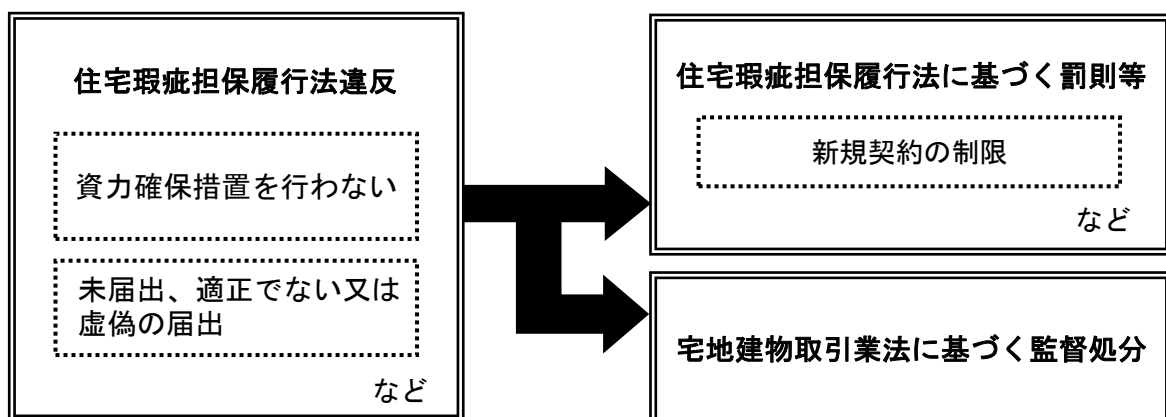 住宅瑕疵担保履行法違反
資力確保措置を行わない
未届出、適正でない又は
虚偽の届出
など
住宅瑕疵担保履行法に基づく罰則等
新規契約の制限
など
宅地建物取引業法に基づく監督処分